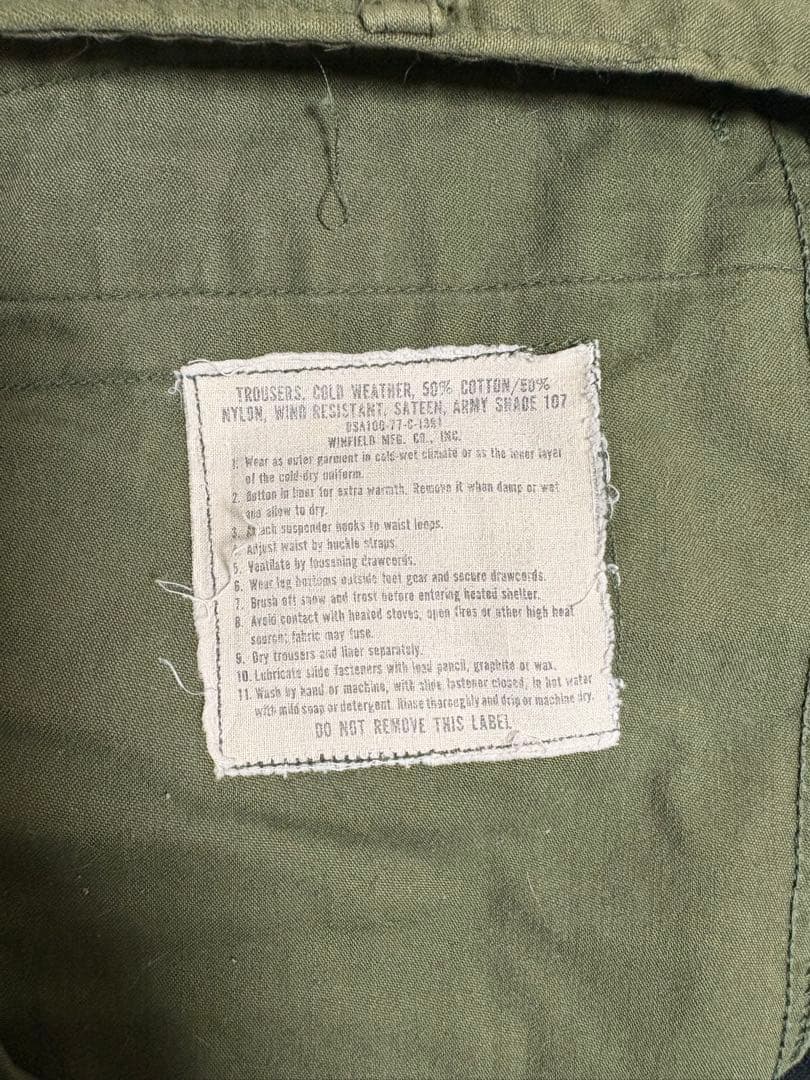 TROUSERS, COLD WEATHER, 50% COTTON/50%
NYLON, WIND RESISTANT, SATEEN, ARMY SHADE 107
DSA100-77-C-1351
WINFIELD MFG. CO., INC.
1. Wear as outer garment in cold-wet climate or as the inner layer
of the cold-dry uniform.
2. Button in liner for extra warmth. Remove it when damp or wet
and allow to dry.
3. Attach suspender hooks to waist loops.
4. Adjust waist by buckle straps.
5. Ventilate by loosening drawcords.
6. Wear leg bottoms outside foot gear and secure drawcords.
7. Brush off snow and frost before entering heated shelter.
8. Avoid contact with heated stoves, open fires or other high heat
source; fabric may fuse.
9. Dry trousers and liner separately.
10. Lubricate slide fasteners with lead pencil, graphite or wax.
11. Wash by hand or machine, with slide fastener closed, in hot water
with mild soap or detergent. Rinse thoroughly and drip or machine dry.
DO NOT REMOVE THIS LABEL